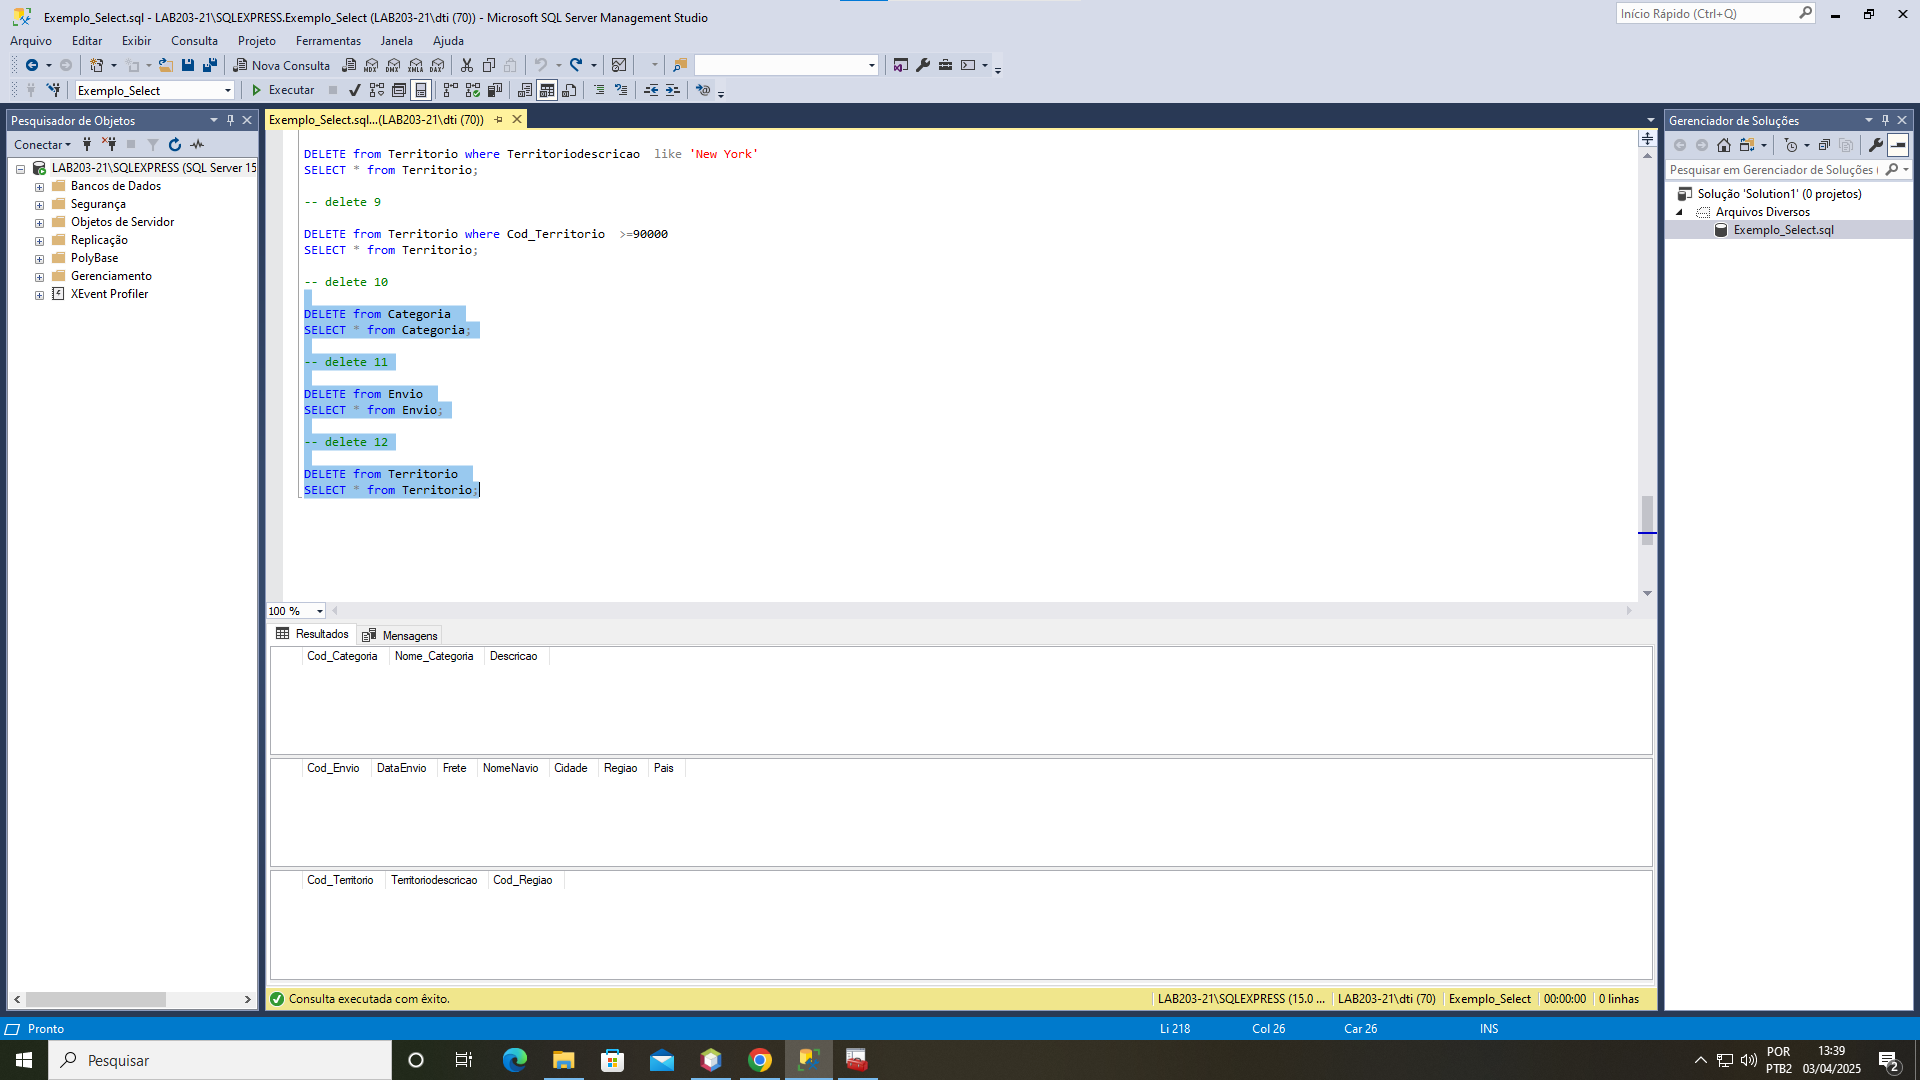 Exemplo_Select.sql - LAB203-21\SQLEXPRESS.Exemplo_Select (LAB203-21\dti (70)) - Microsoft SQL Server Management Studio
Início Rápido (Ctrl+Q)
Arquivo Editar Exibir Consulta Projeto Ferramentas Janela Ajuda
Nova Consulta
MDX DMX XMLA DAX
Exemplo_Select
Executar
Pesquisador de Objetos
Conectar
LAB203-21\SQLEXPRESS (SQL Server 15
Bancos de Dados
Segurança
Objetos de Servidor
Replicação
PolyBase
Gerenciamento
XEvent Profiler
Exemplo_Select.sql...(LAB203-21\dti (70))
DELETE from Territorio where Territoriodescricao  like 'New York'
SELECT * from Territorio;
-- delete 9
DELETE from Territorio where Cod_Territorio  >=90000
SELECT * from Territorio;
-- delete 10
DELETE from Categoria
SELECT * from Categoria;
-- delete 11
DELETE from Envio
SELECT * from Envio;
-- delete 12
DELETE from Territorio
SELECT * from Territorio;
100 %
Resultados Mensagens
Cod_Categoria Nome_Categoria Descricao
Cod_Envio DataEnvio Frete NomeNavio Cidade Regiao Pais
Cod_Territorio Territoriodescricao Cod_Regiao
Consulta executada com êxito.
LAB203-21\SQLEXPRESS (15.0 ... LAB203-21\dti (70) Exemplo_Select 00:00:00 0 linhas
Gerenciador de Soluções
Pesquisar em Gerenciador de Soluções (
Solução 'Solution1' (0 projetos)
Arquivos Diversos
Exemplo_Select.sql
Pronto
Li 218 Col 26 Car 26 INS
Pesquisar
POR
PTB2
13:39
03/04/2025
2